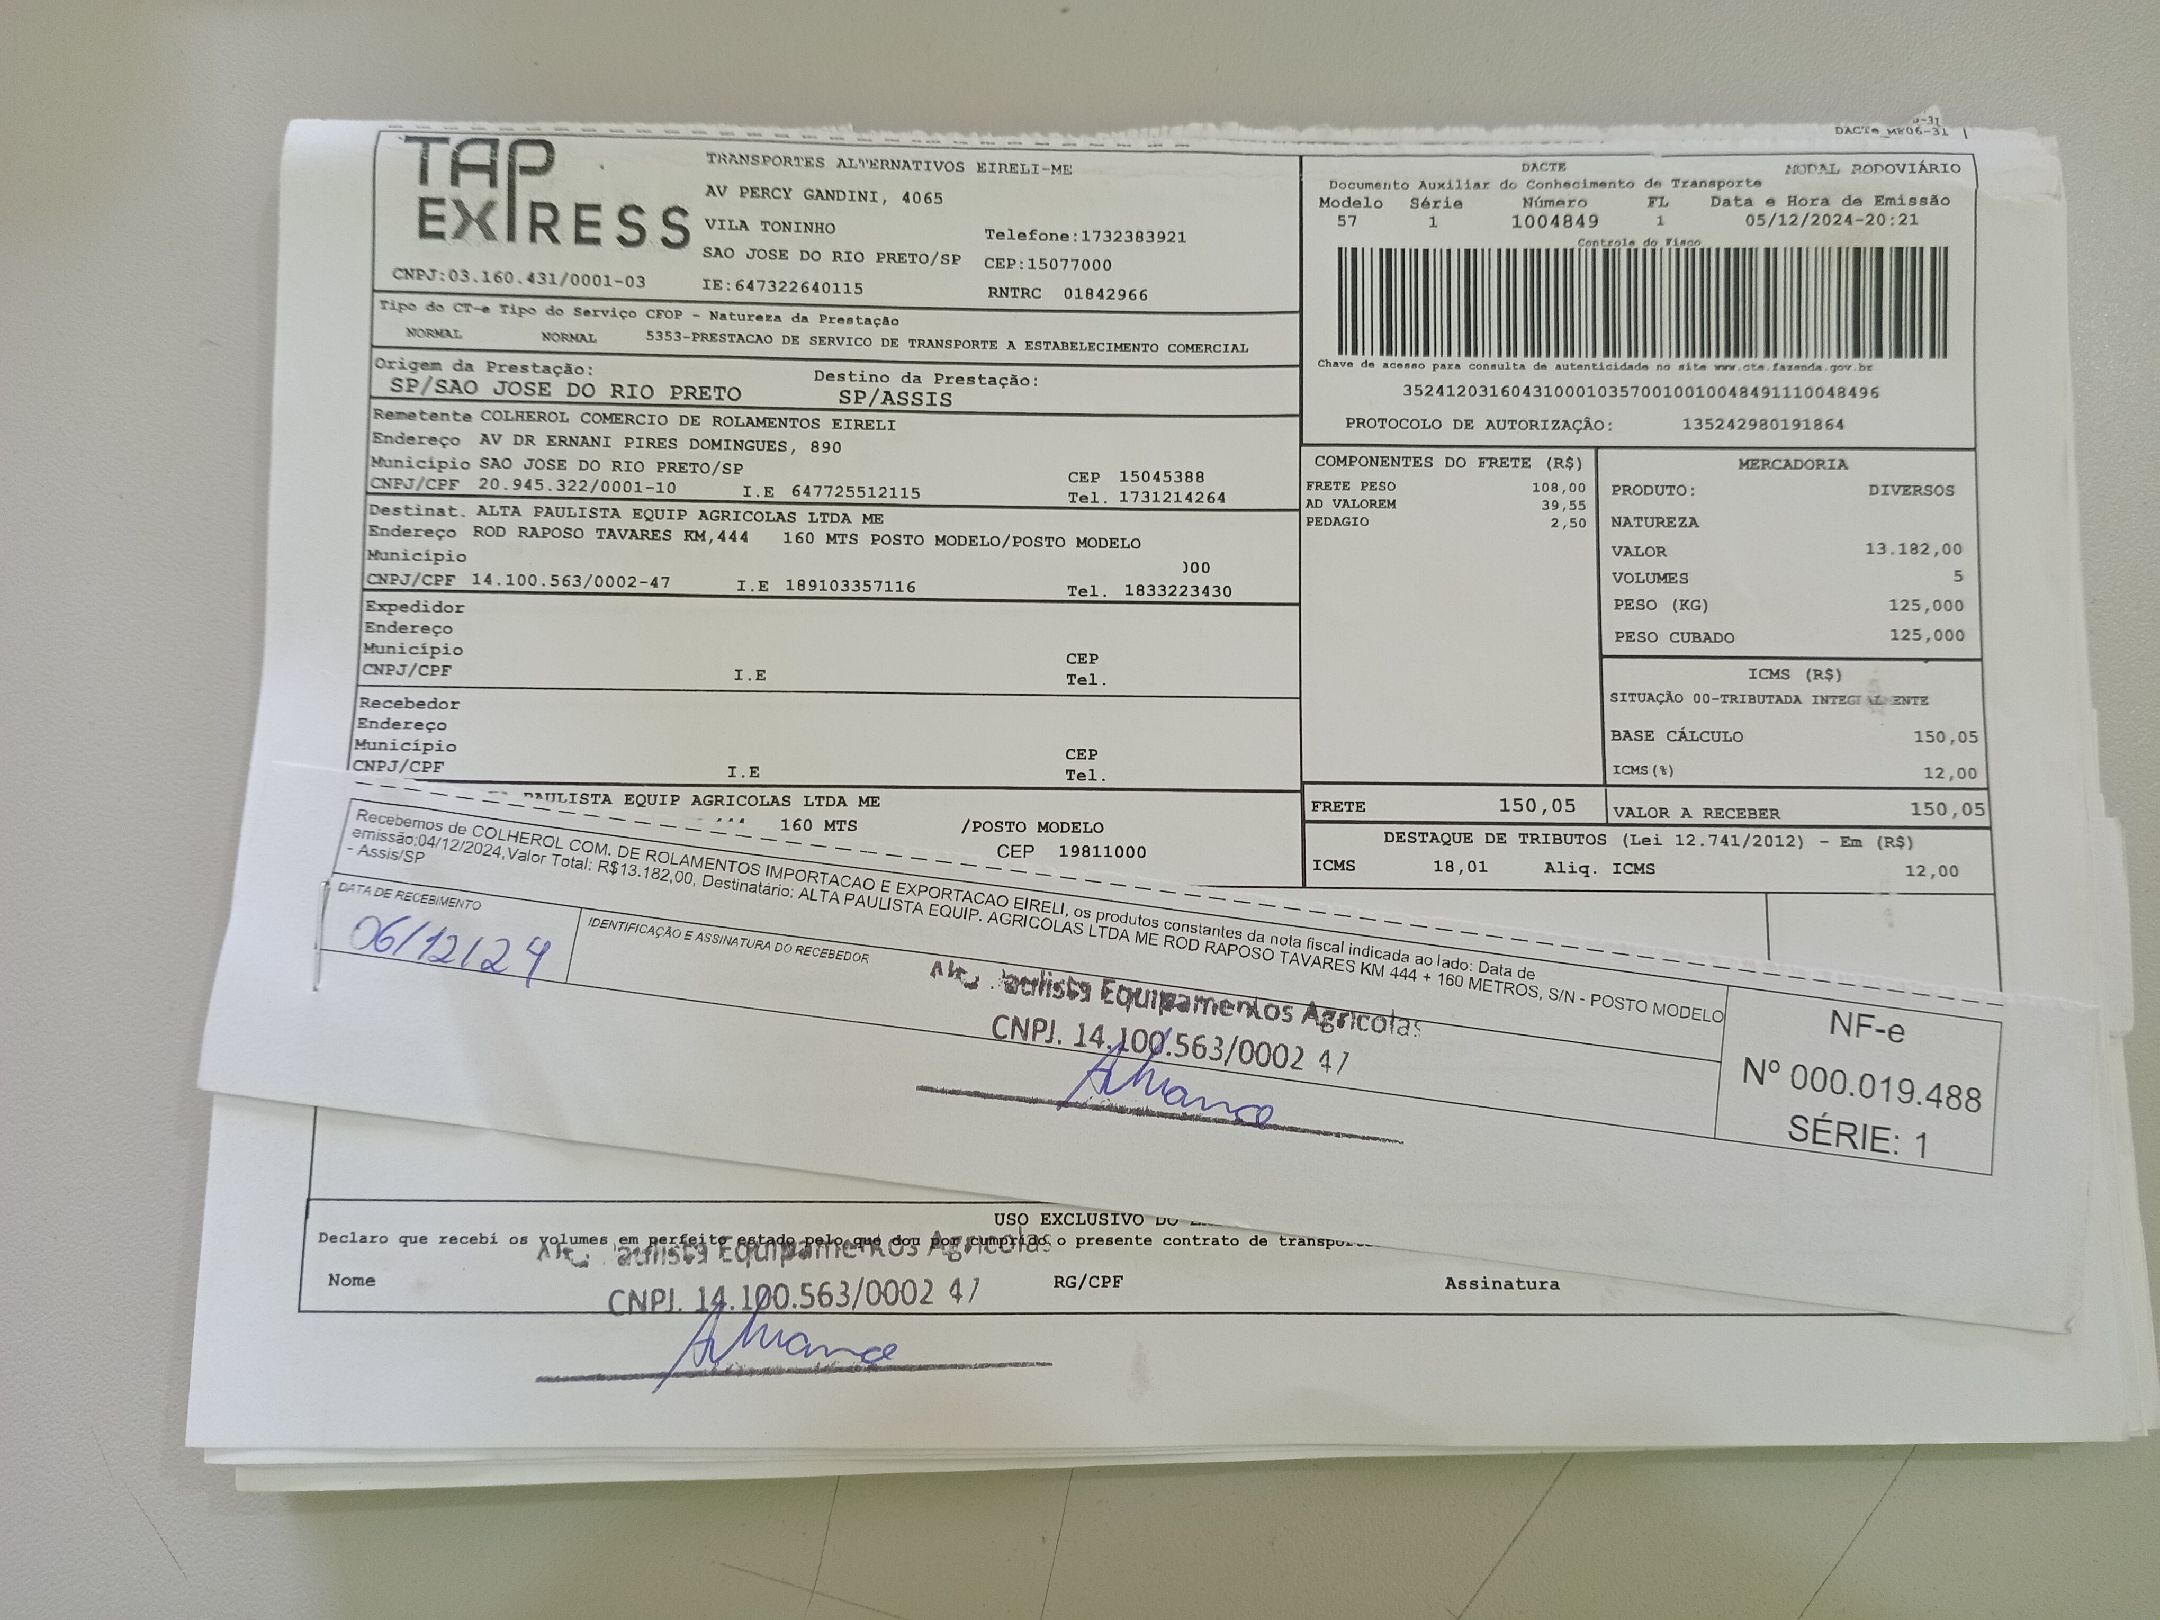 DACTe_MR06-31
TAP EXPRESS
TRANSPORTES ALTERNATIVOS EIRELI-ME
AV PERCY GANDINI, 4065
VILA TONINHO
Telefone:1732383921
SAO JOSE DO RIO PRETO/SP CEP:15077000
CNPJ:03.160.431/0001-03 IE:647322640115 RNTRC 01842966
DACTE MODAL RODOVIÁRIO
Documento Auxiliar do Conhecimento de Transporte
Modelo Série Número FL Data e Hora de Emissão
57 1 1004849 1 05/12/2024-20:21
Controle do Fisco
Chave de acesso para consulta de autenticidade no site www.cte.fazenda.gov.br
35241203160431000103570010010048491110048496
PROTOCOLO DE AUTORIZAÇÃO: 135242980191864
Tipo do CT-e Tipo do Serviço CFOP - Natureza da Prestação
NORMAL NORMAL 5353-PRESTACAO DE SERVICO DE TRANSPORTE A ESTABELECIMENTO COMERCIAL
Origem da Prestação: Destino da Prestação:
SP/SAO JOSE DO RIO PRETO SP/ASSIS
Remetente COLHEROL COMERCIO DE ROLAMENTOS EIRELI
Endereço AV DR ERNANI PIRES DOMINGUES, 890
Município SAO JOSE DO RIO PRETO/SP CEP 15045388
CNPJ/CPF 20.945.322/0001-10 I.E 647725512115 Tel. 1731214264
Destinat. ALTA PAULISTA EQUIP AGRICOLAS LTDA ME
Endereço ROD RAPOSO TAVARES KM,444 160 MTS POSTO MODELO/POSTO MODELO
Município 000
CNPJ/CPF 14.100.563/0002-47 I.E 189103357116 Tel. 1833223430
Expedidor
Endereço
Município CEP
CNPJ/CPF I.E Tel.
Recebedor
Endereço
Município CEP
CNPJ/CPF I.E Tel.
PAULISTA EQUIP AGRICOLAS LTDA ME
160 MTS /POSTO MODELO
CEP 19811000
COMPONENTES DO FRETE (R$)
FRETE PESO 108,00
AD VALOREM 39,55
PEDAGIO 2,50
MERCADORIA
PRODUTO: DIVERSOS
NATUREZA
VALOR 13.182,00
VOLUMES 5
PESO (KG) 125,000
PESO CUBADO 125,000
ICMS (R$)
SITUAÇÃO 00-TRIBUTADA INTEGRALMENTE
BASE CÁLCULO 150,05
ICMS(%) 12,00
FRETE 150,05 VALOR A RECEBER 150,05
DESTAQUE DE TRIBUTOS (Lei 12.741/2012) - Em (R$)
ICMS 18,01 Aliq. ICMS 12,00
Recebemos de COLHEROL COM. DE ROLAMENTOS IMPORTACAO E EXPORTACAO EIRELI, os produtos constantes da nota fiscal indicada ao lado: Data de
emissão:04/12/2024,Valor Total: R$13.182,00, Destinatário: ALTA PAULISTA EQUIP. AGRICOLAS LTDA ME ROD RAPOSO TAVARES KM 444 + 160 METROS, S/N - POSTO MODELO
- Assis/SP
DATA DE RECEBIMENTO
06/12/24
IDENTIFICAÇÃO E ASSINATURA DO RECEBEDOR
Paulista Equipamentos Agricolas
CNPJ. 14.100.563/0002 47
NF-e
Nº 000.019.488
SÉRIE: 1
USO EXCLUSIVO DO
Declaro que recebi os volumes em perfeito estado pelo que dou por cumprido o presente contrato de
Paulista Equipamentos Agricolas
Nome RG/CPF Assinatura
CNPJ. 14.100.563/0002 47